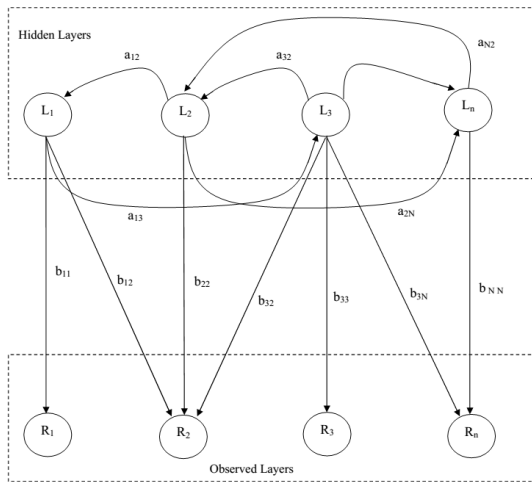 Hidden Layers
a12 a32 aN2
L1 L2 L3 Ln
a13 a2N
b11 b12 b22 b32 b33 b3N b N N
R1 R2 R3 Rn
Observed Layers